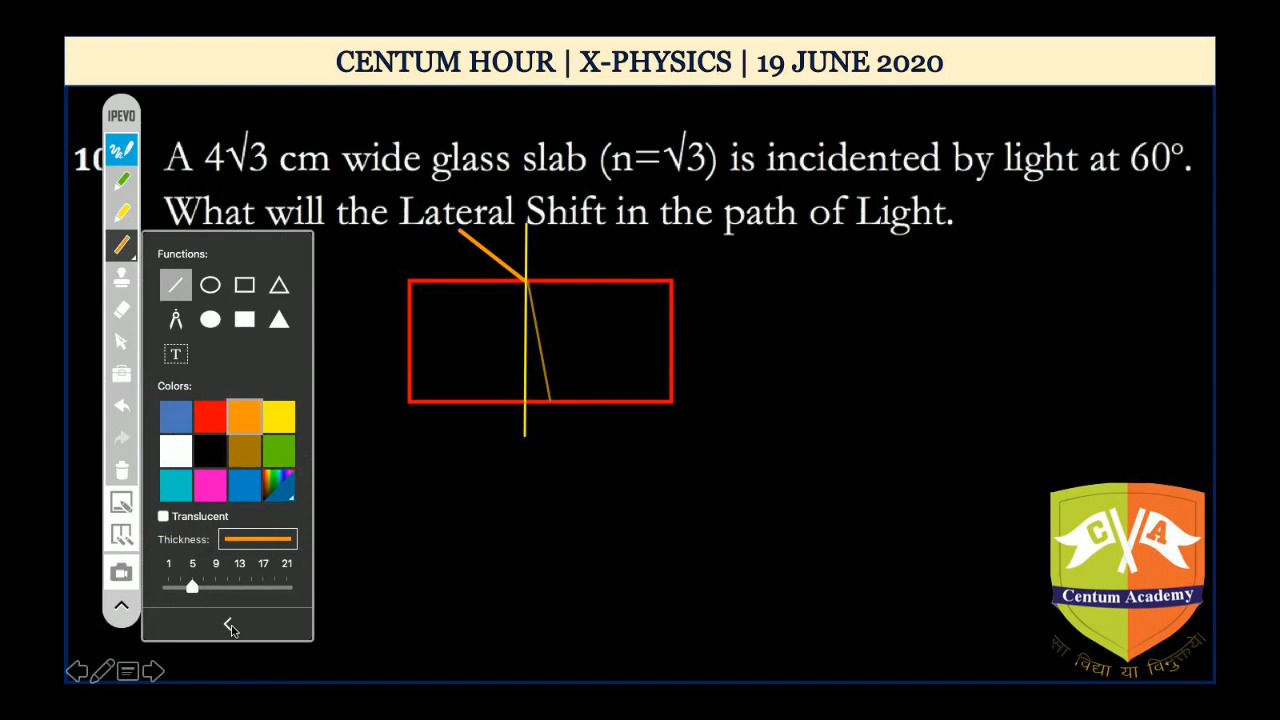 CENTUM HOUR | X-PHYSICS | 19 JUNE 2020
IPEVO
10
A 4√3 cm wide glass slab (n=√3) is incidented by light at 60°.
What will the Lateral Shift in the path of Light.
Functions:
T
Colors:
Translucent
Thickness:
1 5 9 13 17 21
C A
Centum Academy
सा विद्या या विमुक्तये।